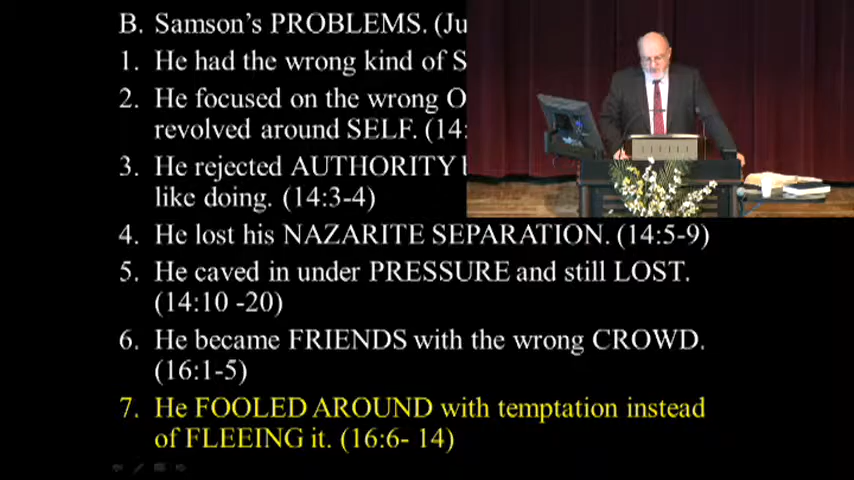 B. Samson's PROBLEMS. (Ju
1. He had the wrong kind of S
2. He focused on the wrong O
revolved around SELF. (14:
3. He rejected AUTHORITY
like doing. (14:3-4)
4. He lost his NAZARITE SEPARATION. (14:5-9)
5. He caved in under PRESSURE and still LOST.
(14:10 -20)
6. He became FRIENDS with the wrong CROWD.
(16:1-5)
7. He FOOLED AROUND with temptation instead
of FLEEING it. (16:6- 14)